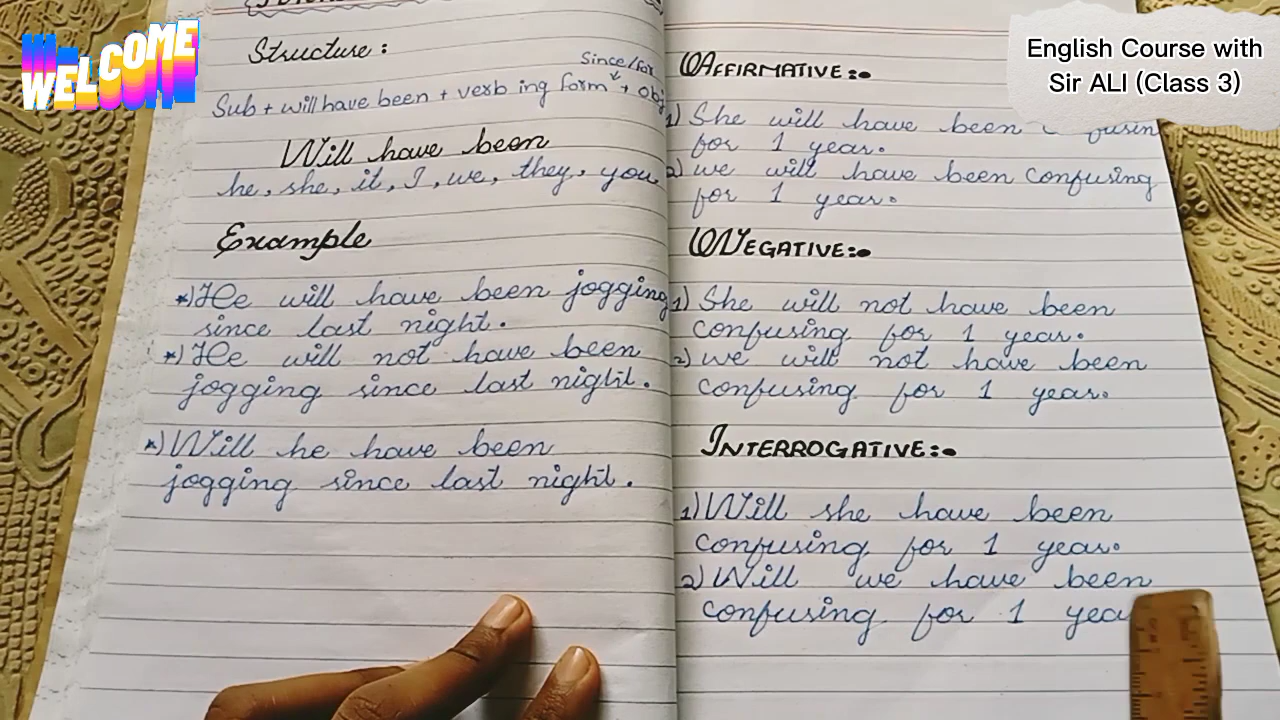 WELCOME
English Course with
Sir ALI (Class 3)
Structure:
Since/for
Sub + will have been + verb ing form + Obj
Will have been
he, she, it, I, we, they, you
Example
*) He will have been jogging
since last night.
*) He will not have been
jogging since last night.
*) Will he have been
jogging since last night.
AFFIRMATIVE:
1) She will have been
for 1 year.
2) we will have been confusing
for 1 year.
NEGATIVE:
1) She will not have been
confusing for 1 year.
2) we will not have been
confusing for 1 year.
INTERROGATIVE:
1) Will she have been
confusing for 1 year.
2) Will we have been
confusing for 1